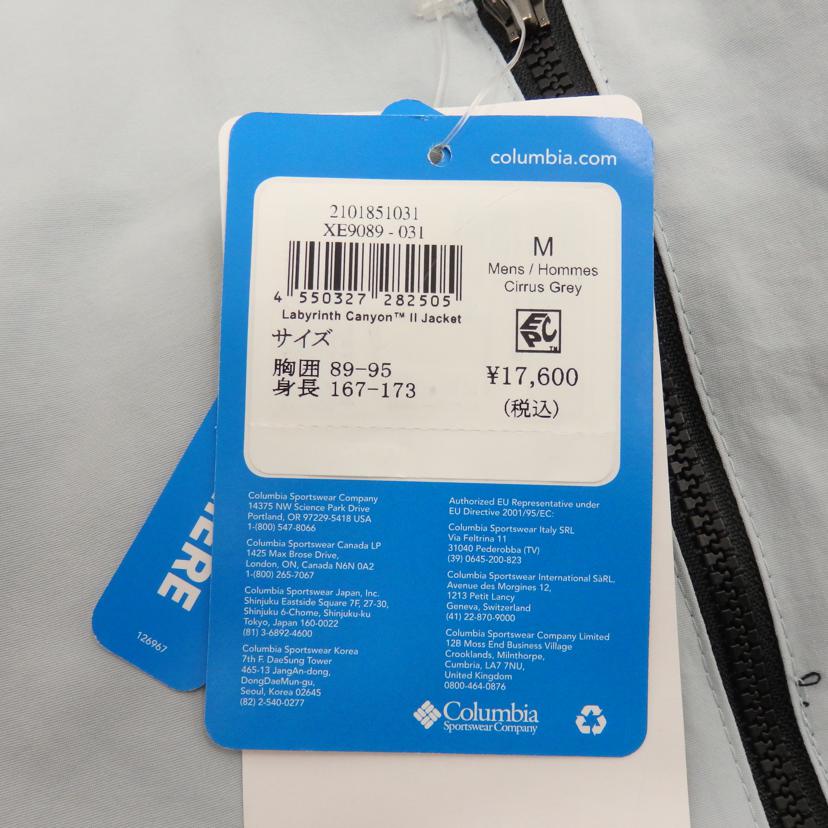 columbia.com
2101851031
XE9089 - 031
4 550327 282505
Labyrinth Canyon™ II Jacket
サイズ
胸囲 89-95
身長 167-173
M
Mens / Hommes
Cirrus Grey
EPC™
¥17,600
(税込)
Columbia Sportswear Company
14375 NW Science Park Drive
Portland, OR 97229-5418 USA
1-(800) 547-8066
Columbia Sportswear Canada LP
1425 Max Brose Drive,
London, ON, Canada N6N 0A2
1-(800) 265-7067
Columbia Sportswear Japan, Inc.
Shinjuku Eastside Square 7F, 27-30,
Shinjuku 6-Chome, Shinjuku-ku
Tokyo, Japan 160-0022
(81) 3-6892-4600
Columbia Sportswear Korea
7th F. DaeSung Tower
465-13 JangAn-dong,
DongDaeMun-gu,
Seoul, Korea 02645
(82) 2-540-0277
Authorized EU Representative under
EU Directive 2001/95/EC:
Columbia Sportswear Italy SRL
Via Feltrina 11
31040 Pederobba (TV)
(39) 0645-200-823
Columbia Sportswear International SàRL,
Avenue des Morgines 12,
1213 Petit Lancy
Geneva, Switzerland
(41) 22-870-9000
Columbia Sportswear Company Limited
12B Moss End Business Village
Crooklands, Milnthorpe,
Cumbria, LA7 7NU,
United Kingdom
0800-464-0876
Columbia
Sportswear Company
HERE
126967